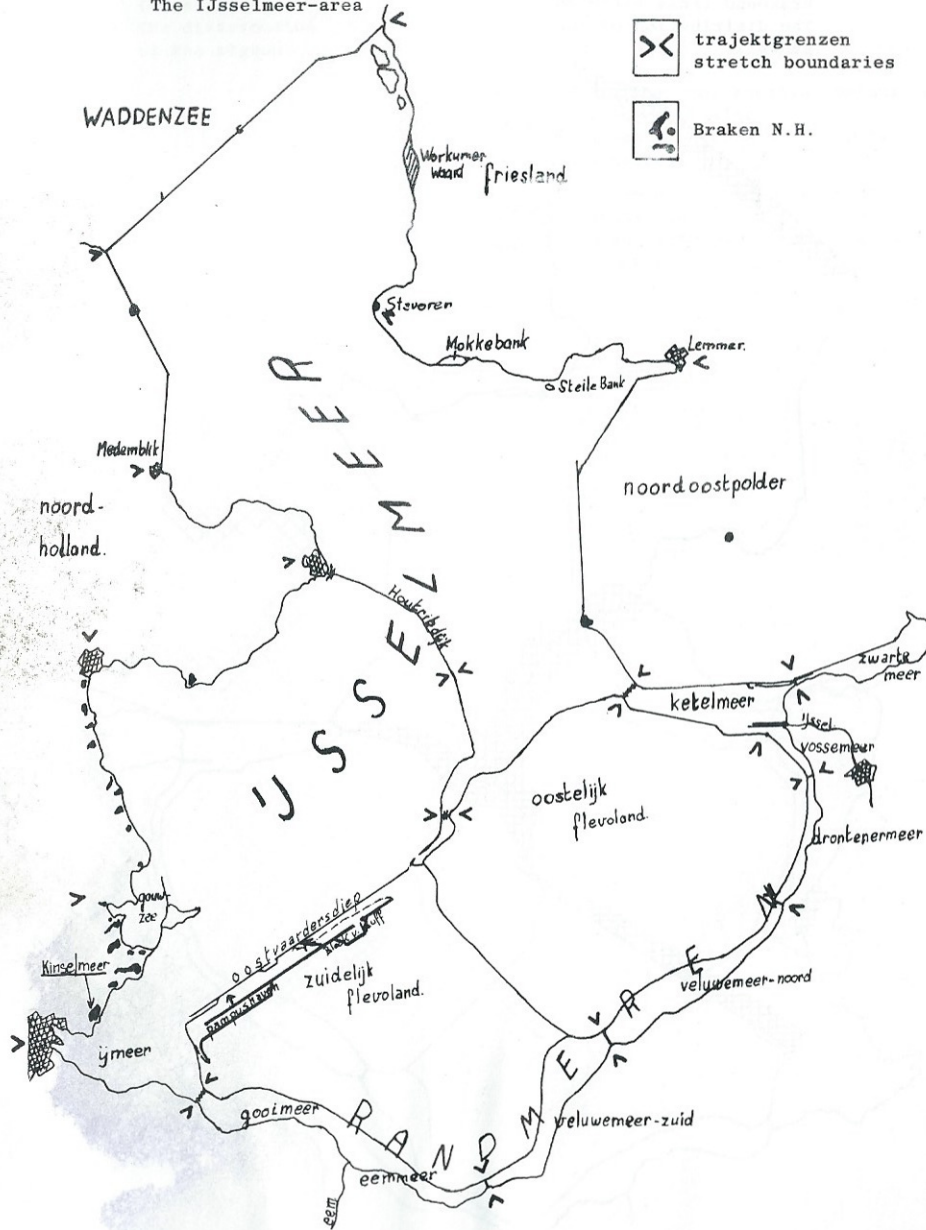 The IJsselmeer-area
trajektgrenzen
stretch boundaries
Braken N.H.
WADDENZEE
Workumer
waard
friesland
Stavoren
Mokkebank
Lemmer.
Steile Bank
Medemblik
noord-
holland.
noordoostpolder
IJSSELMEER
Houtribdijk
zwarte
meer
ketelmeer
IJssel
vossemeer
oostelijk
flevoland.
drontenermeer
gouw-
zee
oostvaardersdiep
Kinselmeer
zuidelijk
flevoland.
pampushaven
veluwemeer-noord
ijmeer
gooimeer
RANDMEREN
veluwemeer-zuid
eemmeer
eem